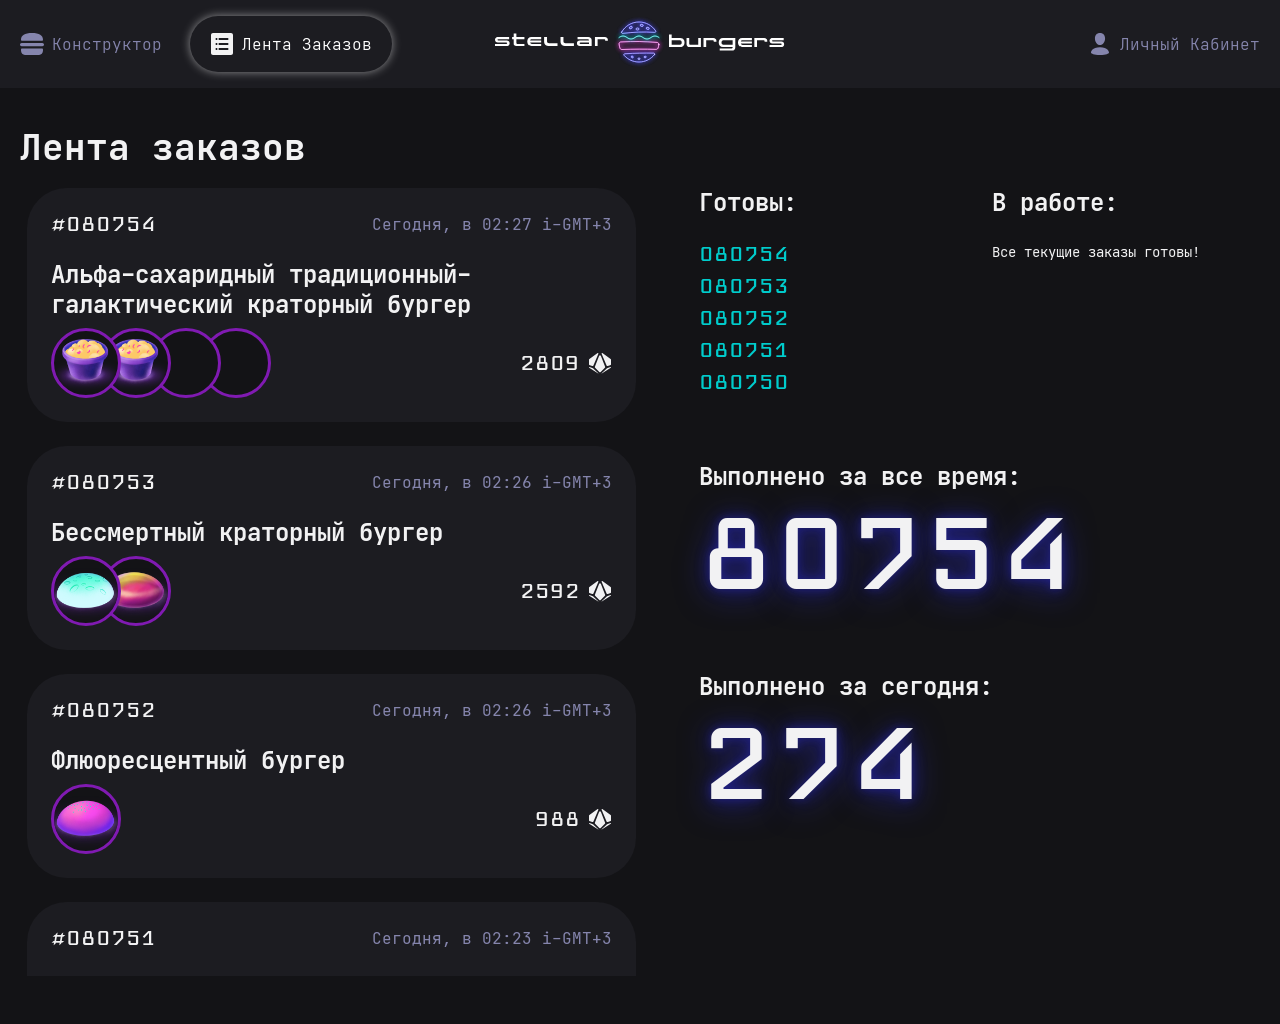 Конструктор
Лента Заказов
stellar burgers
Личный Кабинет
Лента заказов
#080754
Сегодня, в 02:27 i-GMT+3
Альфа-сахаридный традиционный-
галактический краторный бургер
2809
#080753
Сегодня, в 02:26 i-GMT+3
Бессмертный краторный бургер
2592
#080752
Сегодня, в 02:26 i-GMT+3
Флюоресцентный бургер
988
#080751
Сегодня, в 02:23 i-GMT+3
Готовы:
080754
080753
080752
080751
080750
В работе:
Все текущие заказы готовы!
Выполнено за все время:
80754
Выполнено за сегодня:
274